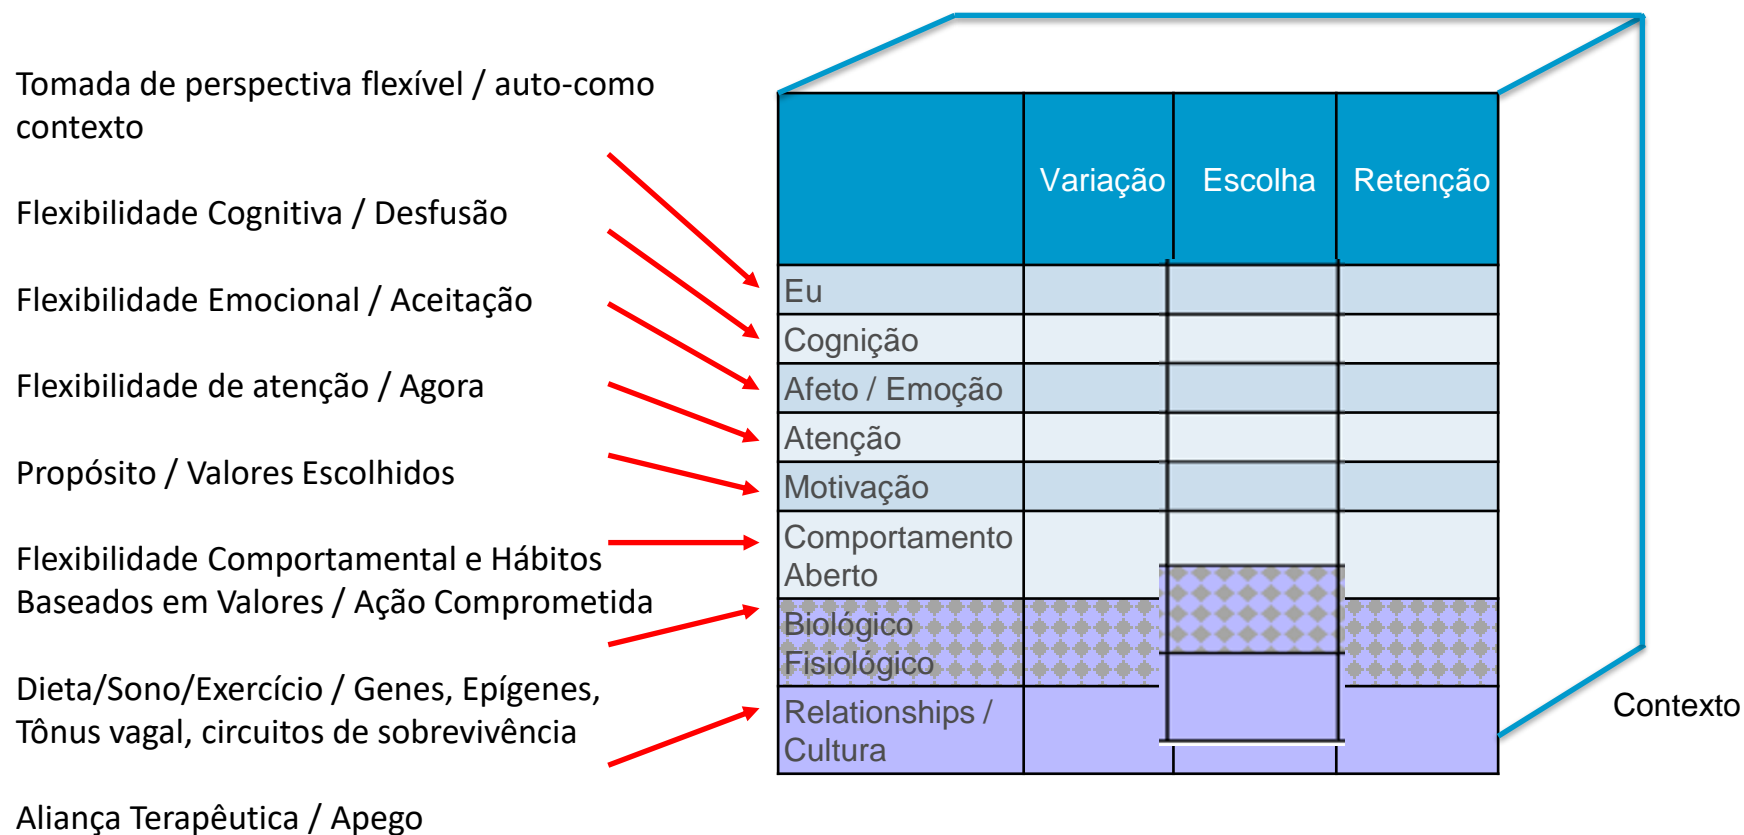 Tomada de perspectiva flexível / auto-como
contexto
Flexibilidade Cognitiva / Desfusão
Flexibilidade Emocional / Aceitação
Flexibilidade de atenção / Agora
Propósito / Valores Escolhidos
Flexibilidade Comportamental e Hábitos
Baseados em Valores / Ação Comprometida
Dieta/Sono/Exercício / Genes, Epígenes,
Tônus vagal, circuitos de sobrevivência
Aliança Terapêutica / Apego
Variação Escolha Retenção
Eu
Cognição
Afeto / Emoção
Atenção
Motivação
Comportamento
Aberto
Biológico
Fisiológico
Relationships /
Cultura
Contexto